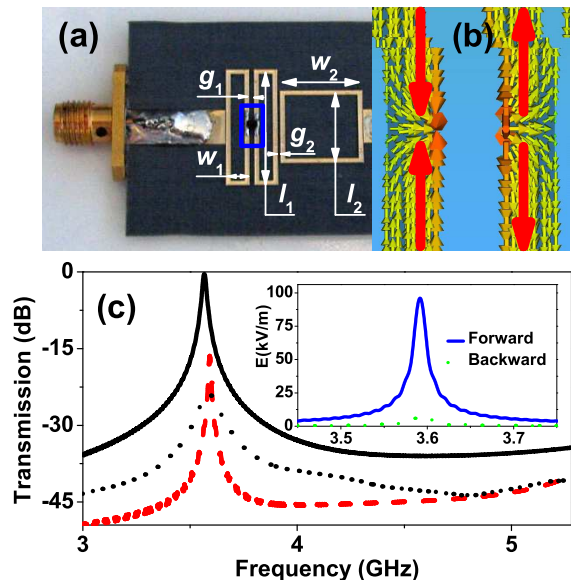 (a)
(b)
g1
w2
g2
w1
l1
l2
(c)
Transmission (dB)
0
-15
-30
-45
3
4
5
Frequency (GHz)
E(kV/m)
100
75
50
25
0
3.5
3.6
3.7
Forward
Backward